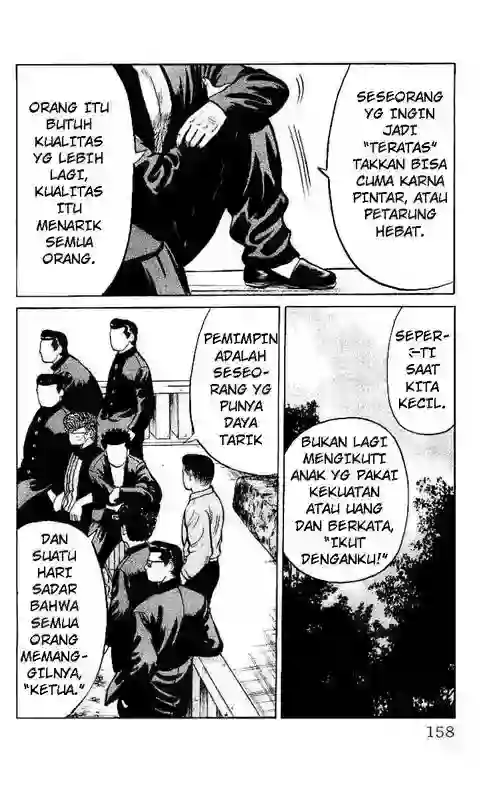 SESEORANG
YG INGIN
JADI
"TERATAS"
TAKKAN BISA
CUMA KARNA
PINTAR, ATAU
PETARUNG
HEBAT.
ORANG ITU
BUTUH
KUALITAS
YG LEBIH
LAGI,
KUALITAS
ITU
MENARIK
SEMUA
ORANG.
SEPER-
TI
SAAT
KITA
KECIL.
BUKAN LAGI
MENGIKUTI
ANAK YG PAKAI
KEKUATAN
ATAU UANG
DAN BERKATA,
"IKUT
DENGANKU!"
PEMIMPIN
ADALAH
SESEO-
RANG YG
PUNYA
DAYA
TARIK
DAN
SUATU
HARI
SADAR
BAHWA
SEMUA
ORANG
MEMANG-
GILNYA,
"KETUA."
158